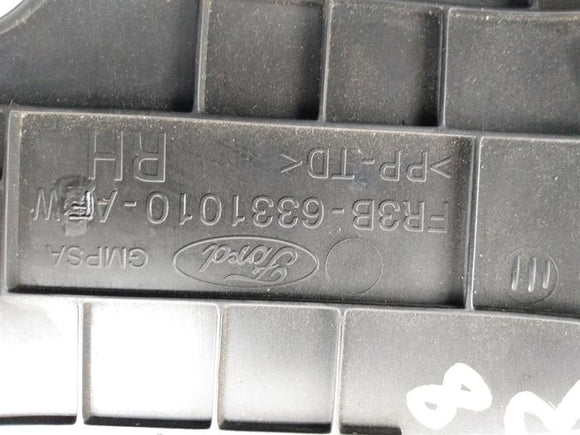 Ford GMPSA
FR3B-6331010-A W
>PP-TD< RH